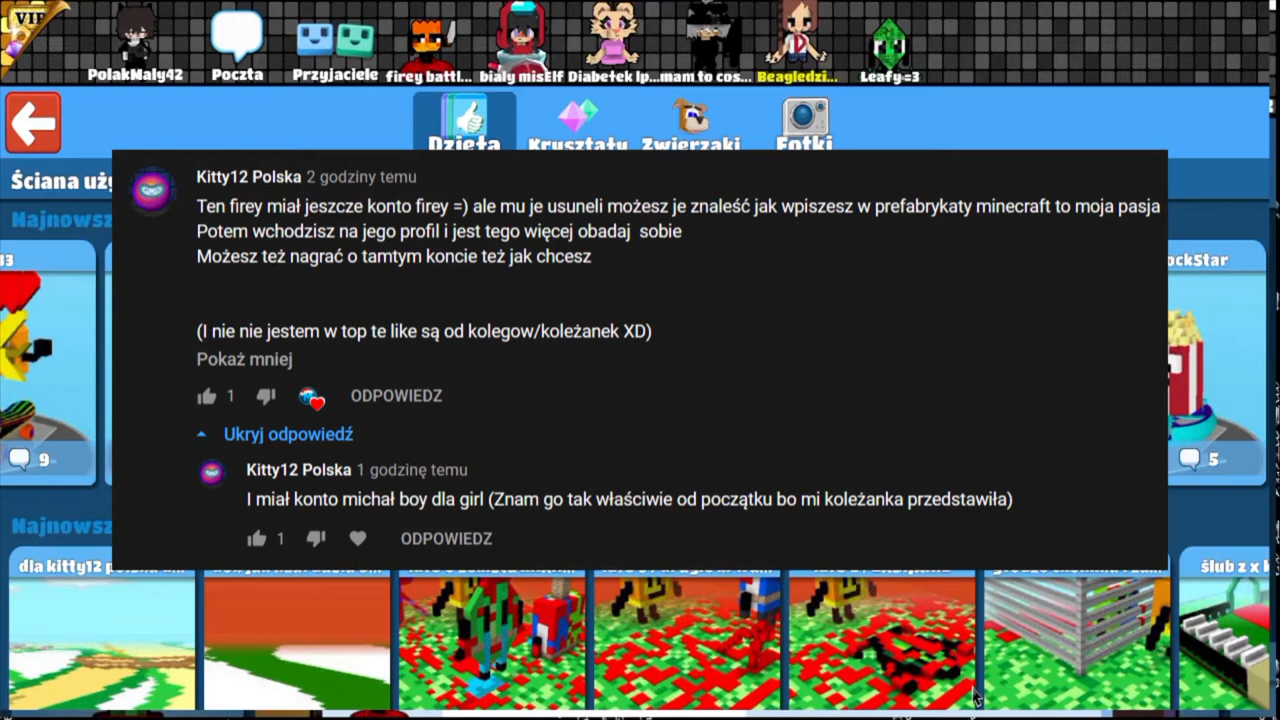 VIP
PolakMaly42
Poczta
Przyjaciele
firey battl...
bialy miself
Diabełek lp...
mam to cos...
Beagledzi...
Leafy=3
Dzieła
Kryształy
Zwierzaki
Fotki
Ściana uży
Najnowsz
33
ockStar
Kitty12 Polska 2 godziny temu
Ten firey miał jeszcze konto firey =) ale mu je usuneli możesz je znaleść jak wpiszesz w prefabrykaty minecraft to moja pasja
Potem wchodzisz na jego profil i jest tego więcej obadaj sobie
Możesz też nagrać o tamtym koncie też jak chcesz
(I nie nie jestem w top te like są od kolegow/koleżanek XD)
Pokaż mniej
1 ODPOWIEDZ
Ukryj odpowiedź
9
5
Kitty12 Polska 1 godzinę temu
I miał konto michał boy dla girl (Znam go tak właściwie od początku bo mi koleżanka przedstawiła)
1 ODPOWIEDZ
Najnowsz
dla kitty12
ślub z x